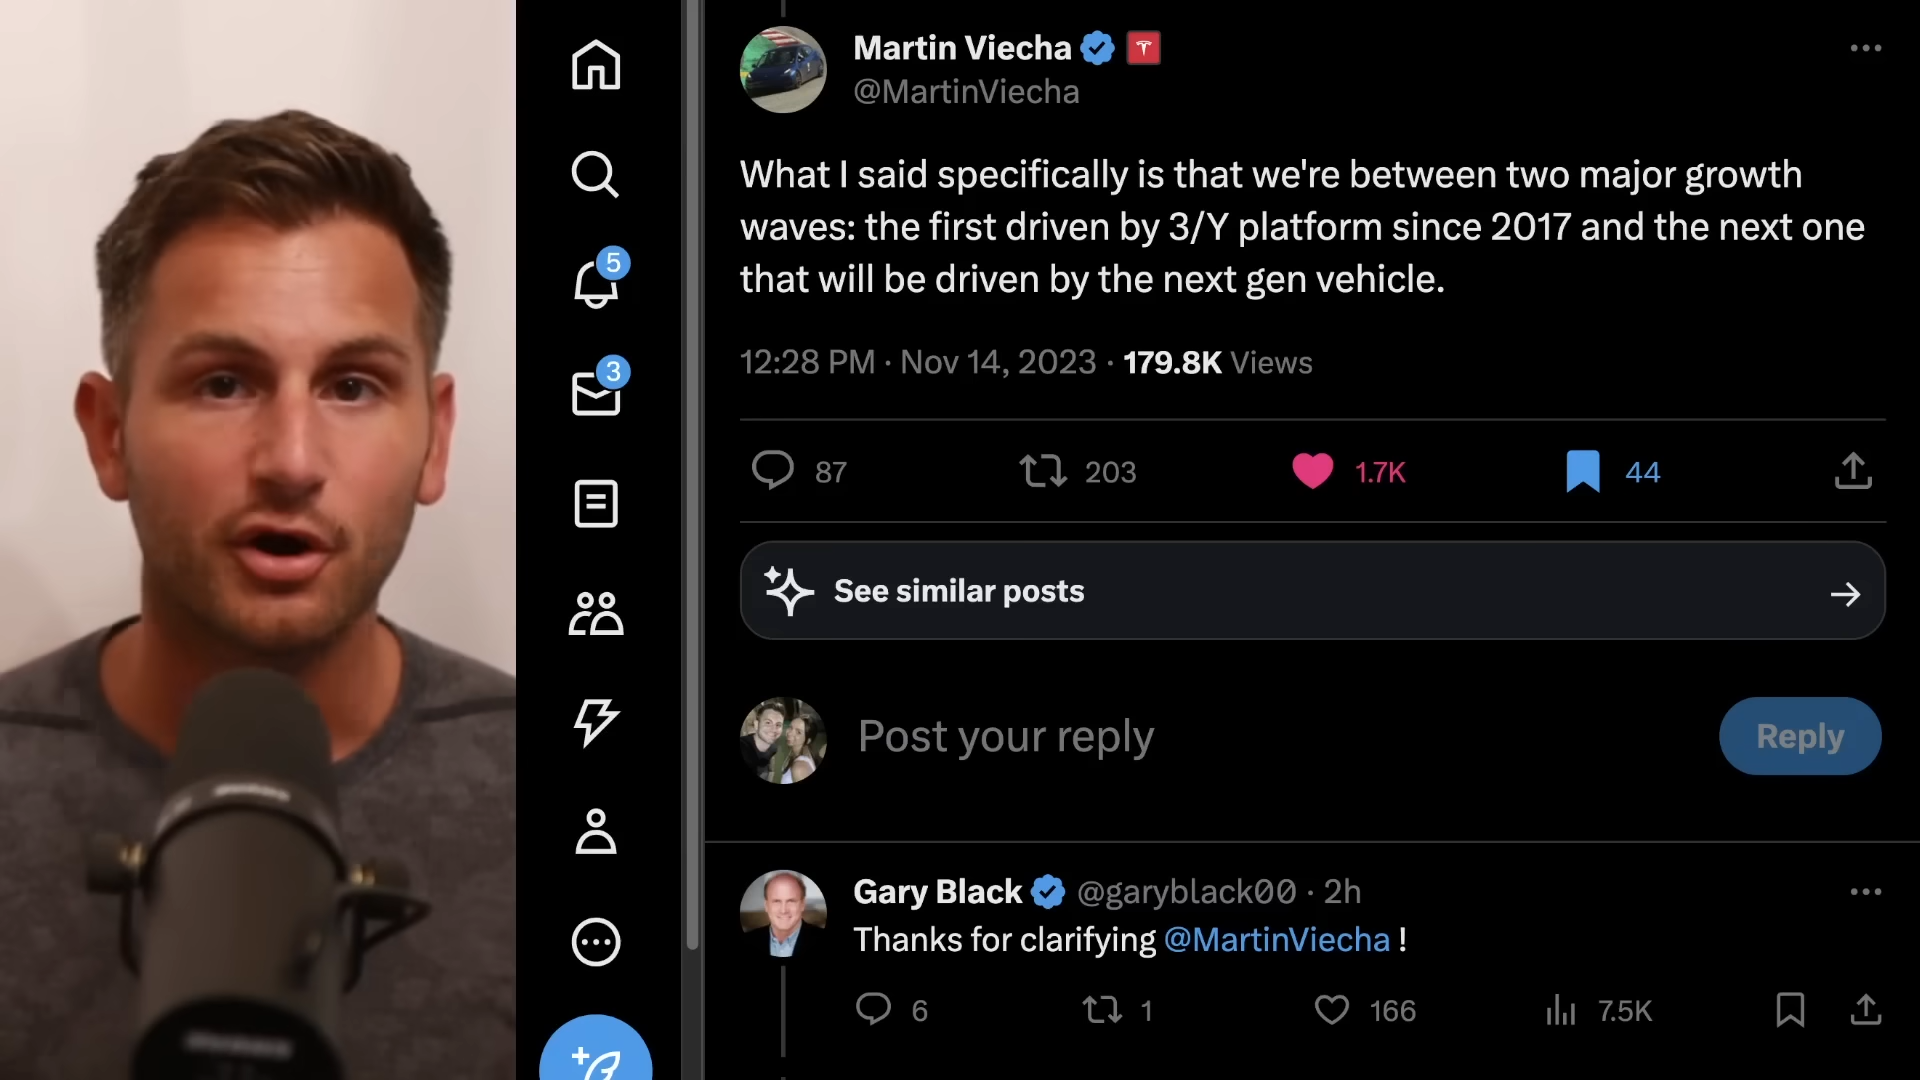 Martin Viecha
@MartinViecha
What I said specifically is that we're between two major growth
waves: the first driven by 3/Y platform since 2017 and the next one
that will be driven by the next gen vehicle.
12:28 PM · Nov 14, 2023 · 179.8K Views
87 203 1.7K 44
See similar posts
Post your reply
Reply
Gary Black @garyblack00 · 2h
Thanks for clarifying @MartinViecha !
6 1 166 7.5K
5
3